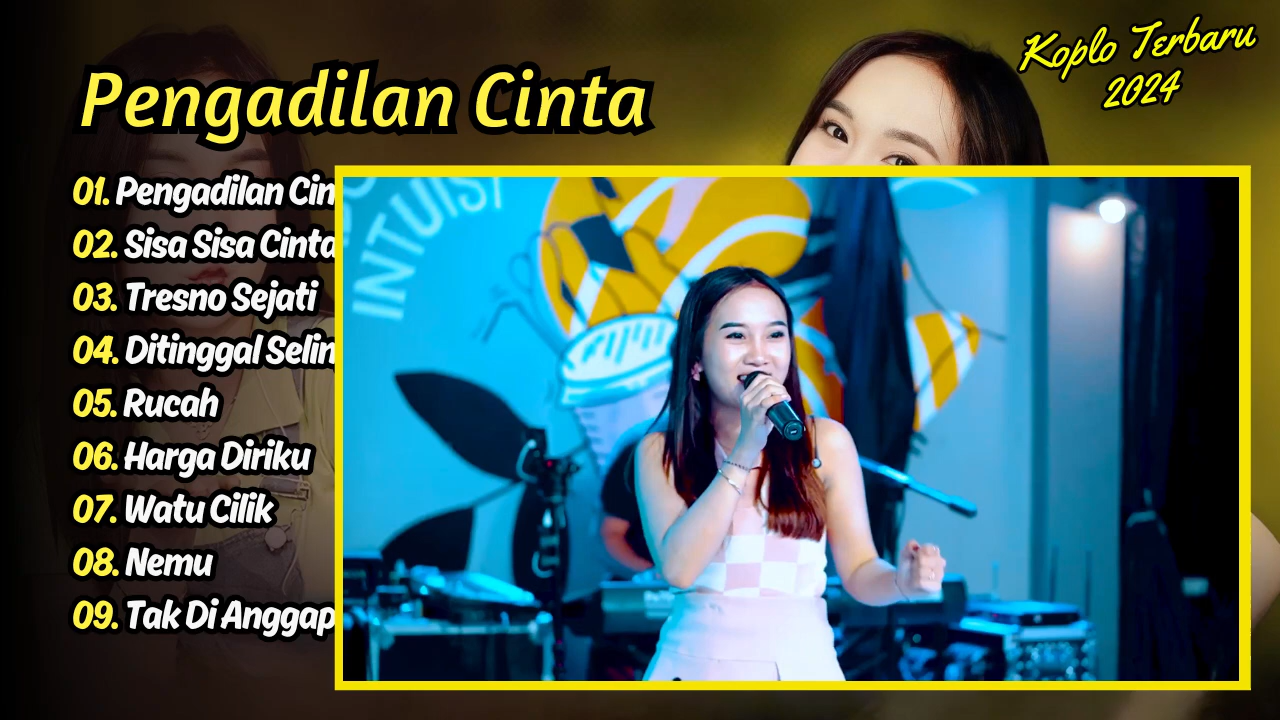 Koplo Terbaru
2024
Pengadilan Cinta
01. Pengadilan Cin
02. Sisa Sisa Cinta
03. Tresno Sejati
04. Ditinggal Selin
05. Rucah
06. Harga Diriku
07. Watu Cilik
08. Nemu
09. Tak Di Anggap
INTUISI